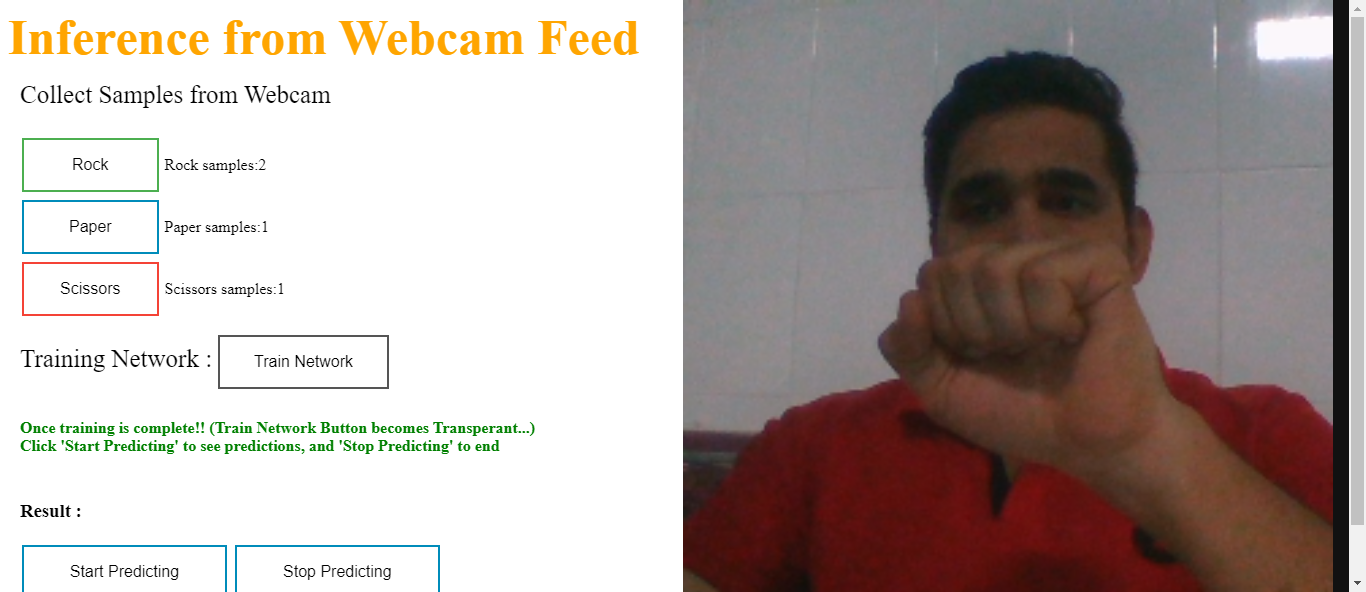 Inference from Webcam Feed
Collect Samples from Webcam
Rock Rock samples:2
Paper Paper samples:1
Scissors Scissors samples:1
Training Network : Train Network
Once training is complete!! (Train Network Button becomes Transperant...)
Click 'Start Predicting' to see predictions, and 'Stop Predicting' to end
Result :
Start Predicting Stop Predicting